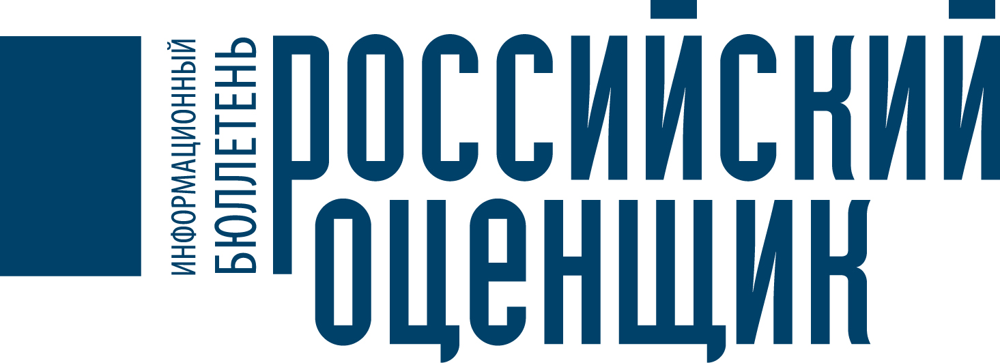 ИНФОРМАЦИОННЫЙ
БЮЛЛЕТЕНЬ
Российский
оценщик